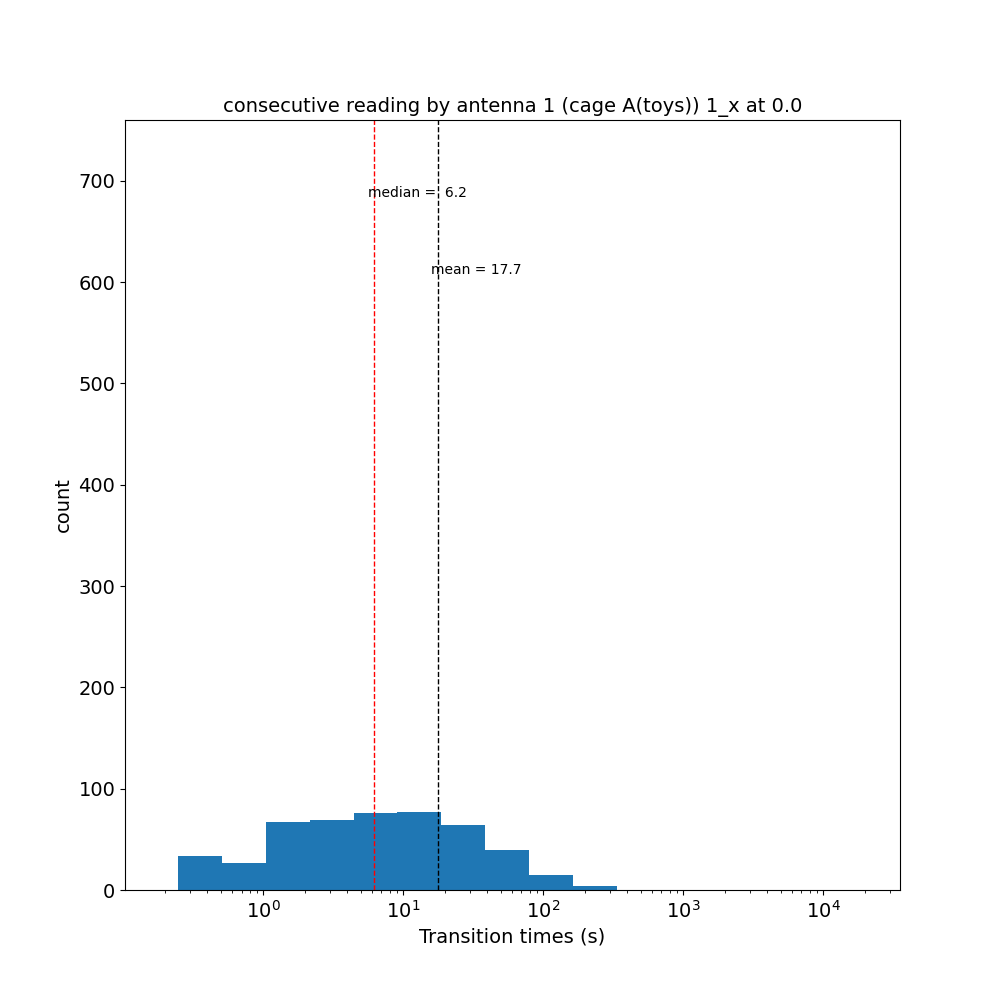 consecutive reading by antenna 1 (cage A(toys)) 1_x at 0.0
700
median = 6.2
mean = 17.7
600
500
400
300
200
100
0
count
10^0 10^1 10^2 10^3 10^4
Transition times (s)